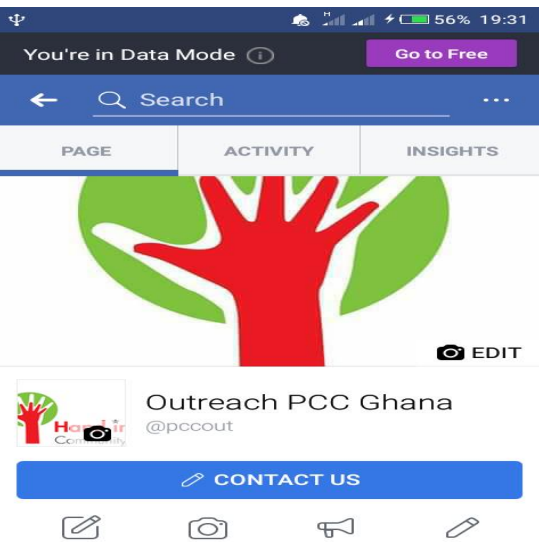 H
56% 19:31
You're in Data Mode
Go to Free
Search
PAGE ACTIVITY INSIGHTS
EDIT
Outreach PCC Ghana
@pccout
CONTACT US